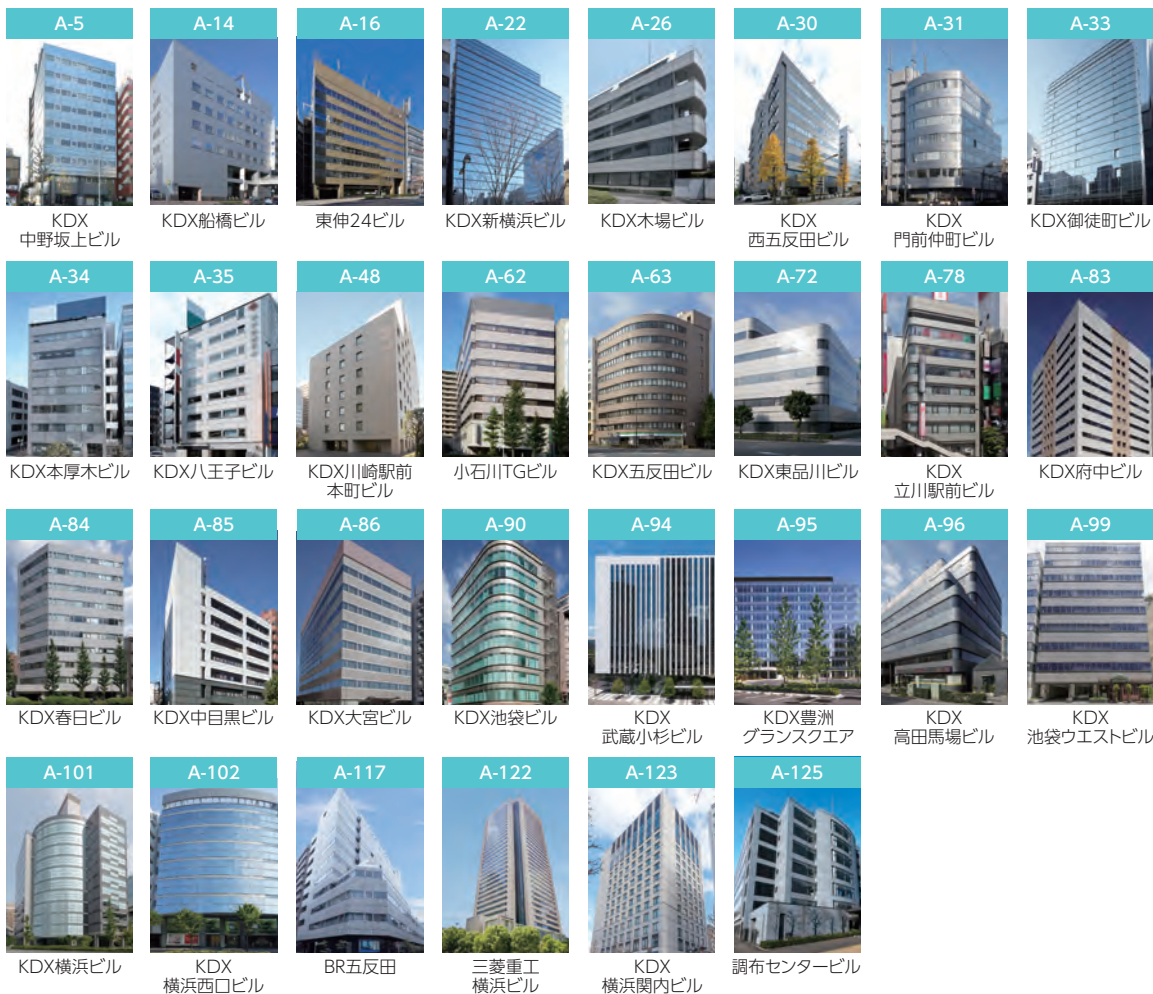 A-5 A-14 A-16 A-22 A-26 A-30 A-31 A-33
KDX
中野坂上ビル
KDX船橋ビル
東伸24ビル
KDX新横浜ビル
KDX木場ビル
KDX
西五反田ビル
KDX
門前仲町ビル
KDX御徒町ビル
A-34 A-35 A-48 A-62 A-63 A-72 A-78 A-83
KDX本厚木ビル
KDX八王子ビル
KDX川崎駅前
本町ビル
小石川TGビル
KDX五反田ビル
KDX東品川ビル
KDX
立川駅前ビル
KDX府中ビル
A-84 A-85 A-86 A-90 A-94 A-95 A-96 A-99
KDX春日ビル
KDX中目黒ビル
KDX大宮ビル
KDX池袋ビル
KDX
武蔵小杉ビル
KDX豊洲
グランスクエア
KDX
高田馬場ビル
KDX
池袋ウエストビル
A-101 A-102 A-117 A-122 A-123 A-125
KDX横浜ビル
KDX
横浜西口ビル
BR五反田
三菱重工
横浜ビル
KDX
横浜関内ビル
調布センタービル